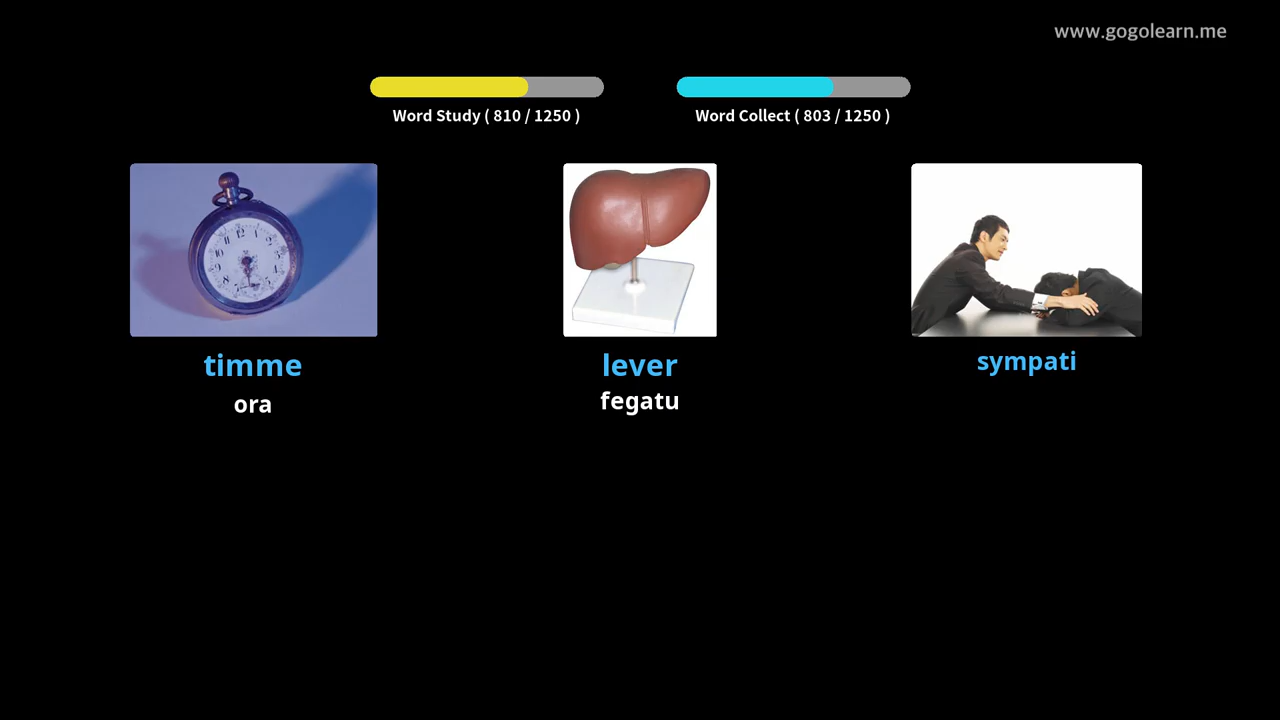 www.gogolearn.me
Word Study ( 810 / 1250 )
Word Collect ( 803 / 1250 )
timme
ora
lever
fegatu
sympati